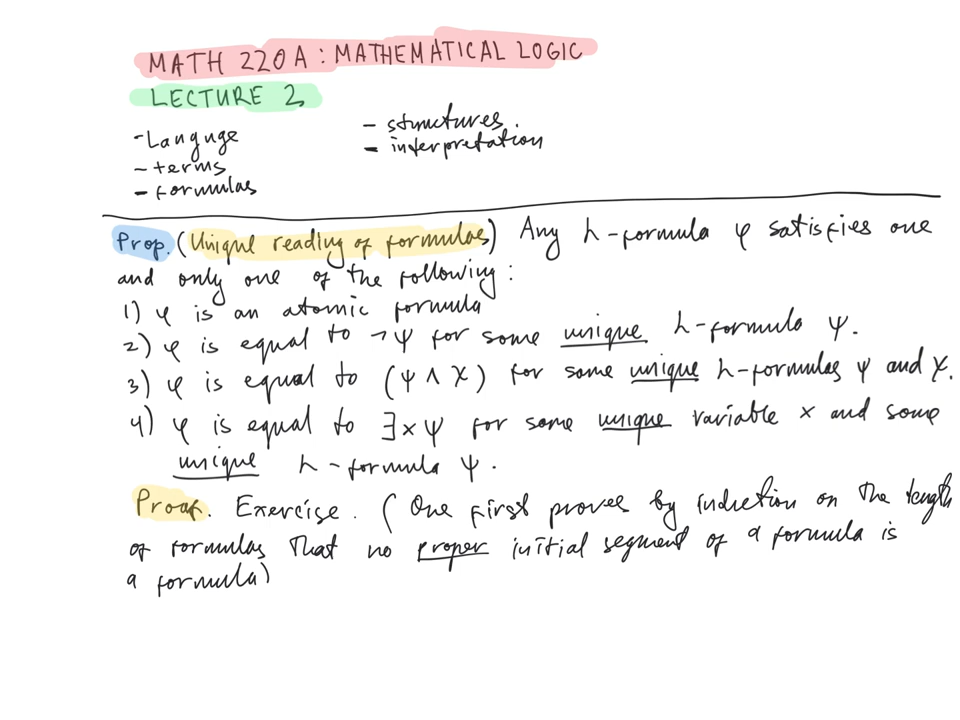 MATH 220A : MATHEMATICAL LOGIC
LECTURE 2
- Languge
- terms
- formulas
- structures
- interpretation
Prop. (Unique reading of formulas) Any L-formula φ satisfies one
and only one of the following :
1) φ is an atomic formula
2) φ is equal to ¬ψ for some unique L-formula ψ.
3) φ is equal to (ψ ∧ χ) for some unique L-formulas ψ and χ.
4) φ is equal to ∃xψ for some unique variable x and some
unique L-formula ψ.
Proof. Exercise. ( One first proves by induction on the length
of formulas that no proper initial segment of a formula is
a formula)